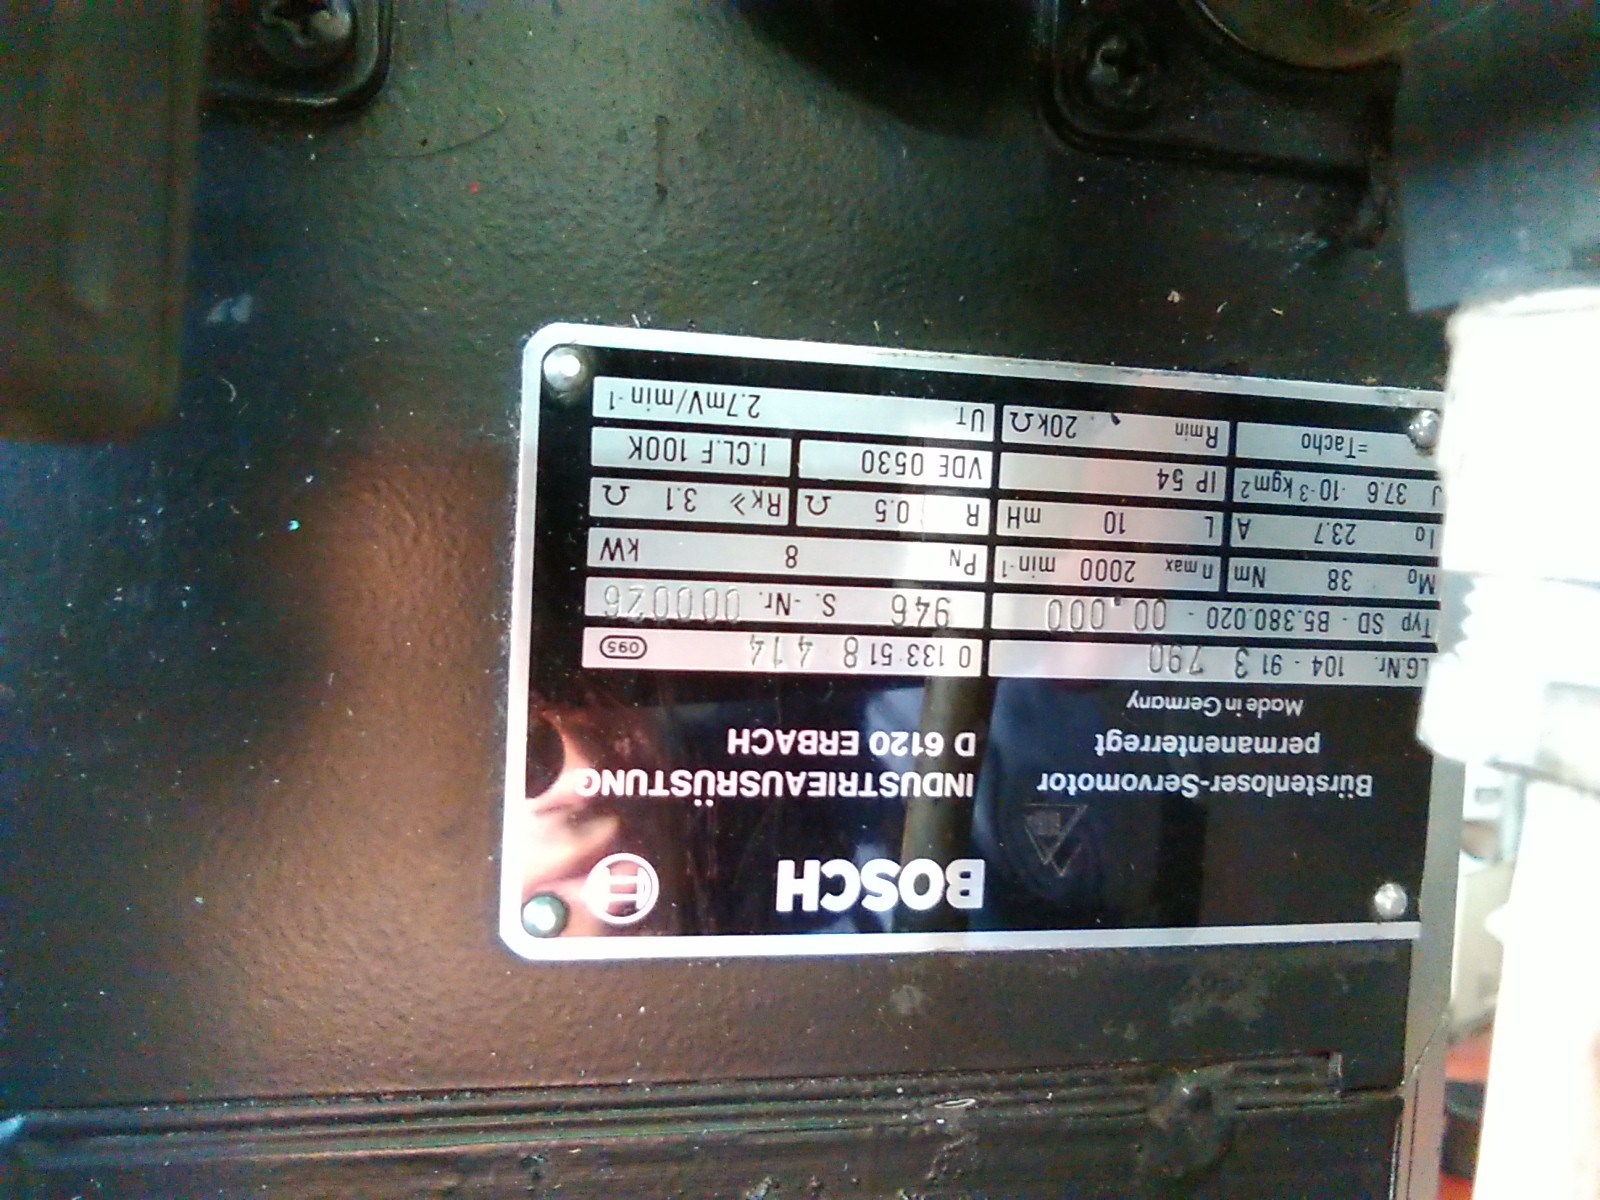 BOSCH
Bürstenloser-Servomotor INDUSTRIEAUSRÜSTUNG
permanenterregt D 6120 ERBACH
Made in Germany
LG.Nr. 104 - 91 3 790 0 133 51 8 414 095
Typ SD - B5.380.020 - 00.000 946 S.-Nr. 000026
Mo 38 Nm n max 2000 min-1 PN 8 kW
Io 23.7 A L 10 mH R 0.5 Ω RK≫ 3.1 Ω
J 37.6 ·10-3 kgm² IP 54 VDE 0530 I.CL.F 100K
=Tacho Rmin 20kΩ UT 2.7mV/min-1